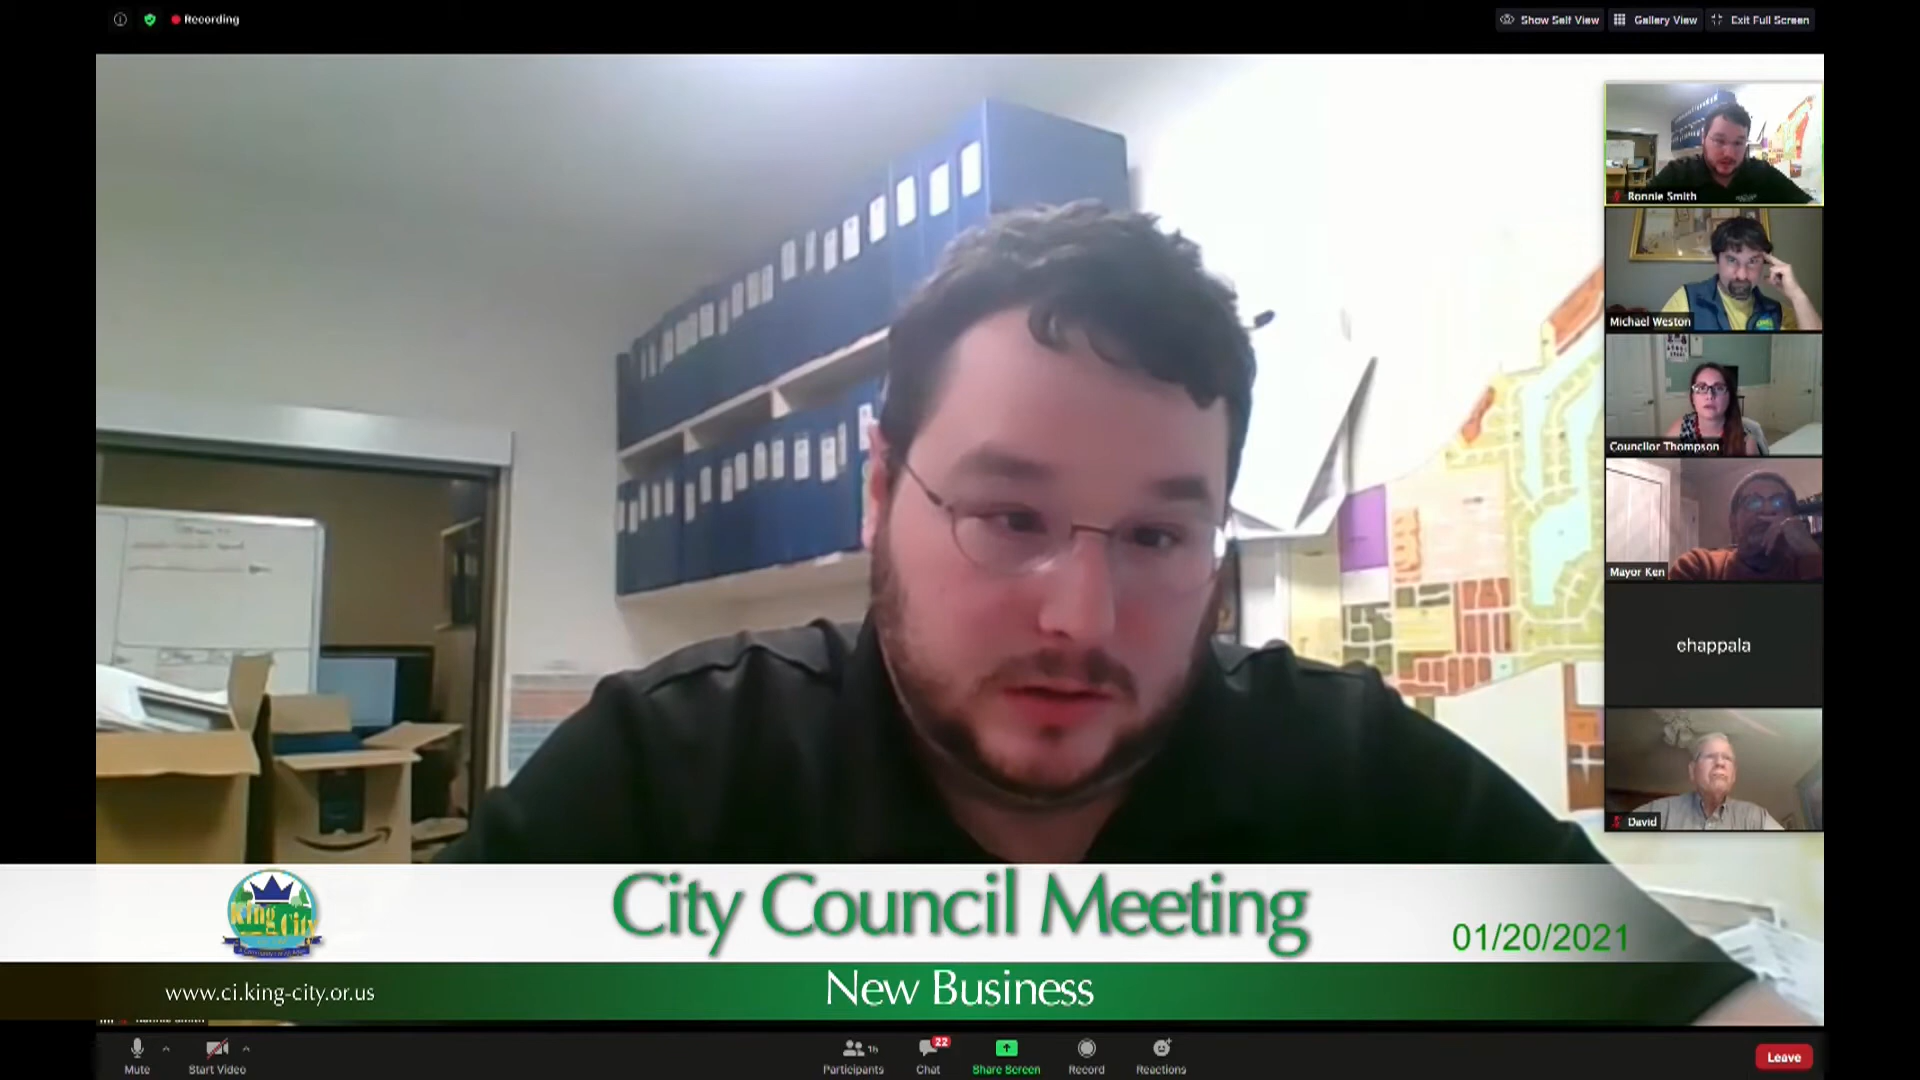 Recording
Show Self View
Gallery View
Exit Full Screen
Ronnie Smith
Michael Weston
Councilor Thompson
Mayor Ken
chappala
David
King City
City Council Meeting
01/20/2021
www.ci.king-city.or.us
New Business
Mute
Start Video
Participants
Chat
22
Share Screen
Record
Reactions
Leave